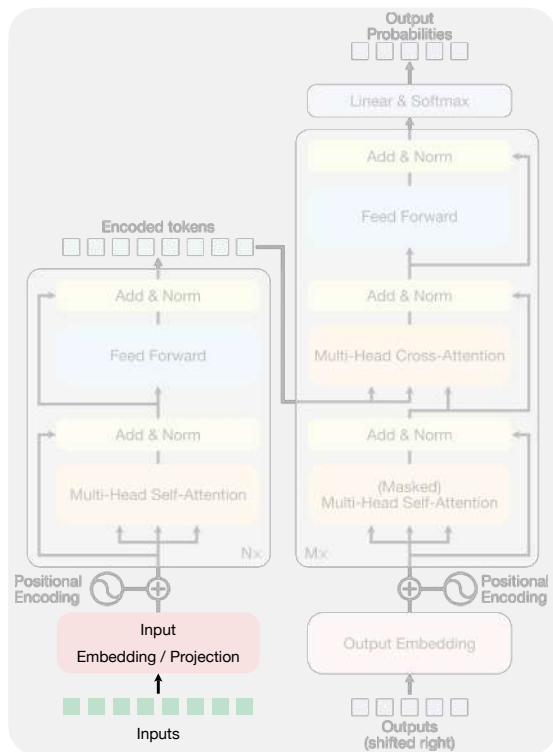 Output
Probabilities
Linear & Softmax
Add & Norm
Feed Forward
Encoded tokens
Add & Norm
Add & Norm
Feed Forward
Multi-Head Cross-Attention
Add & Norm
Add & Norm
Multi-Head Self-Attention
(Masked)
Multi-Head Self-Attention
N×
M×
Positional
Encoding
Positional
Encoding
Input
Embedding / Projection
Output Embedding
Inputs
Outputs
(shifted right)